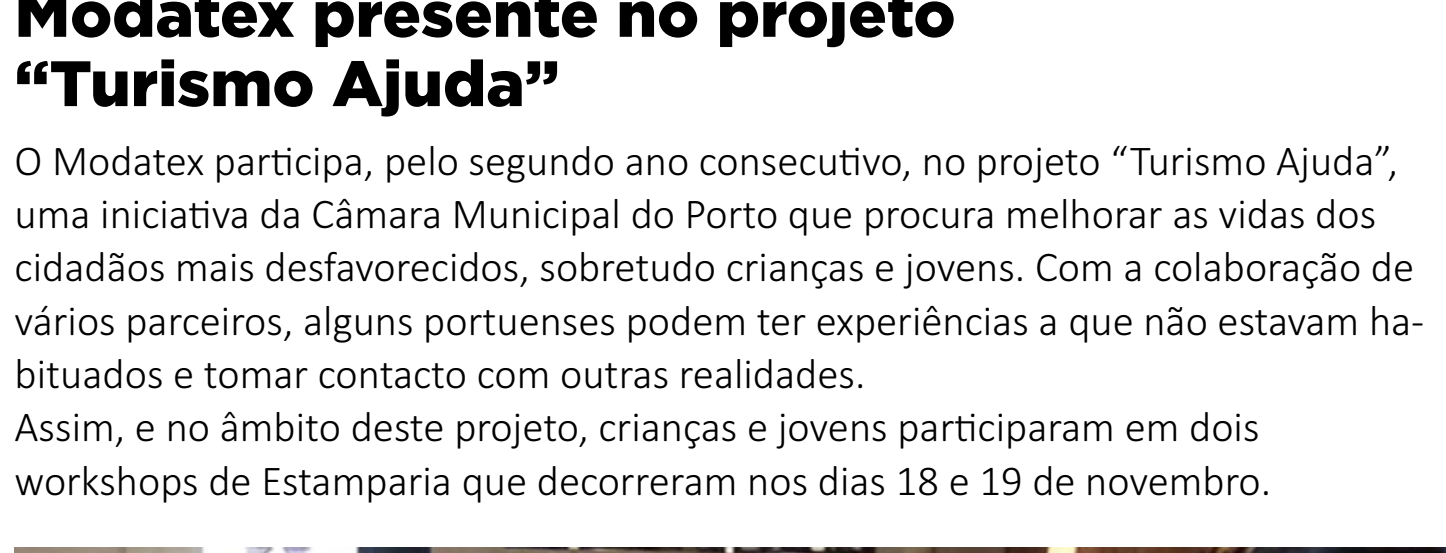 Modatex presente no projeto
“Turismo Ajuda”
O Modatex participa, pelo segundo ano consecutivo, no projeto “Turismo Ajuda”,
uma iniciativa da Câmara Municipal do Porto que procura melhorar as vidas dos
cidadãos mais desfavorecidos, sobretudo crianças e jovens. Com a colaboração de
vários parceiros, alguns portuenses podem ter experiências a que não estavam ha-
bituados e tomar contacto com outras realidades.
Assim, e no âmbito deste projeto, crianças e jovens participaram em dois
workshops de Estamparia que decorreram nos dias 18 e 19 de novembro.